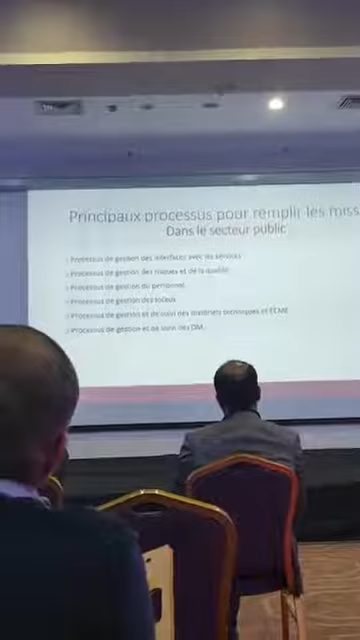 Principaux processus pour remplir les miss
Dans le secteur public
Processus de gestion des interfaces avec les services
Processus de gestion des risques et de la qualité
Processus de gestion du personnel
Processus de gestion des locaux
Processus de gestion et de suivi des matériels biomédicaux et ECME
Processus de gestion et de suivi des DM